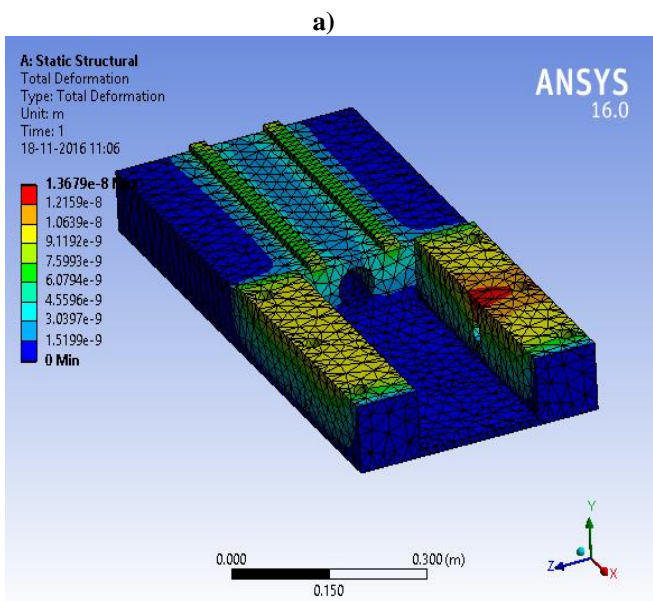 a)
A: Static Structural
Total Deformation
Type: Total Deformation
Unit: m
Time: 1
18-11-2016 11:06
ANSYS
16.0
1.3679e-8
1.2159e-8
1.0639e-8
9.1192e-9
7.5993e-9
6.0794e-9
4.5596e-9
3.0397e-9
1.5199e-9
0 Min
Y
Z
X
0.000
0.300 (m)
0.150